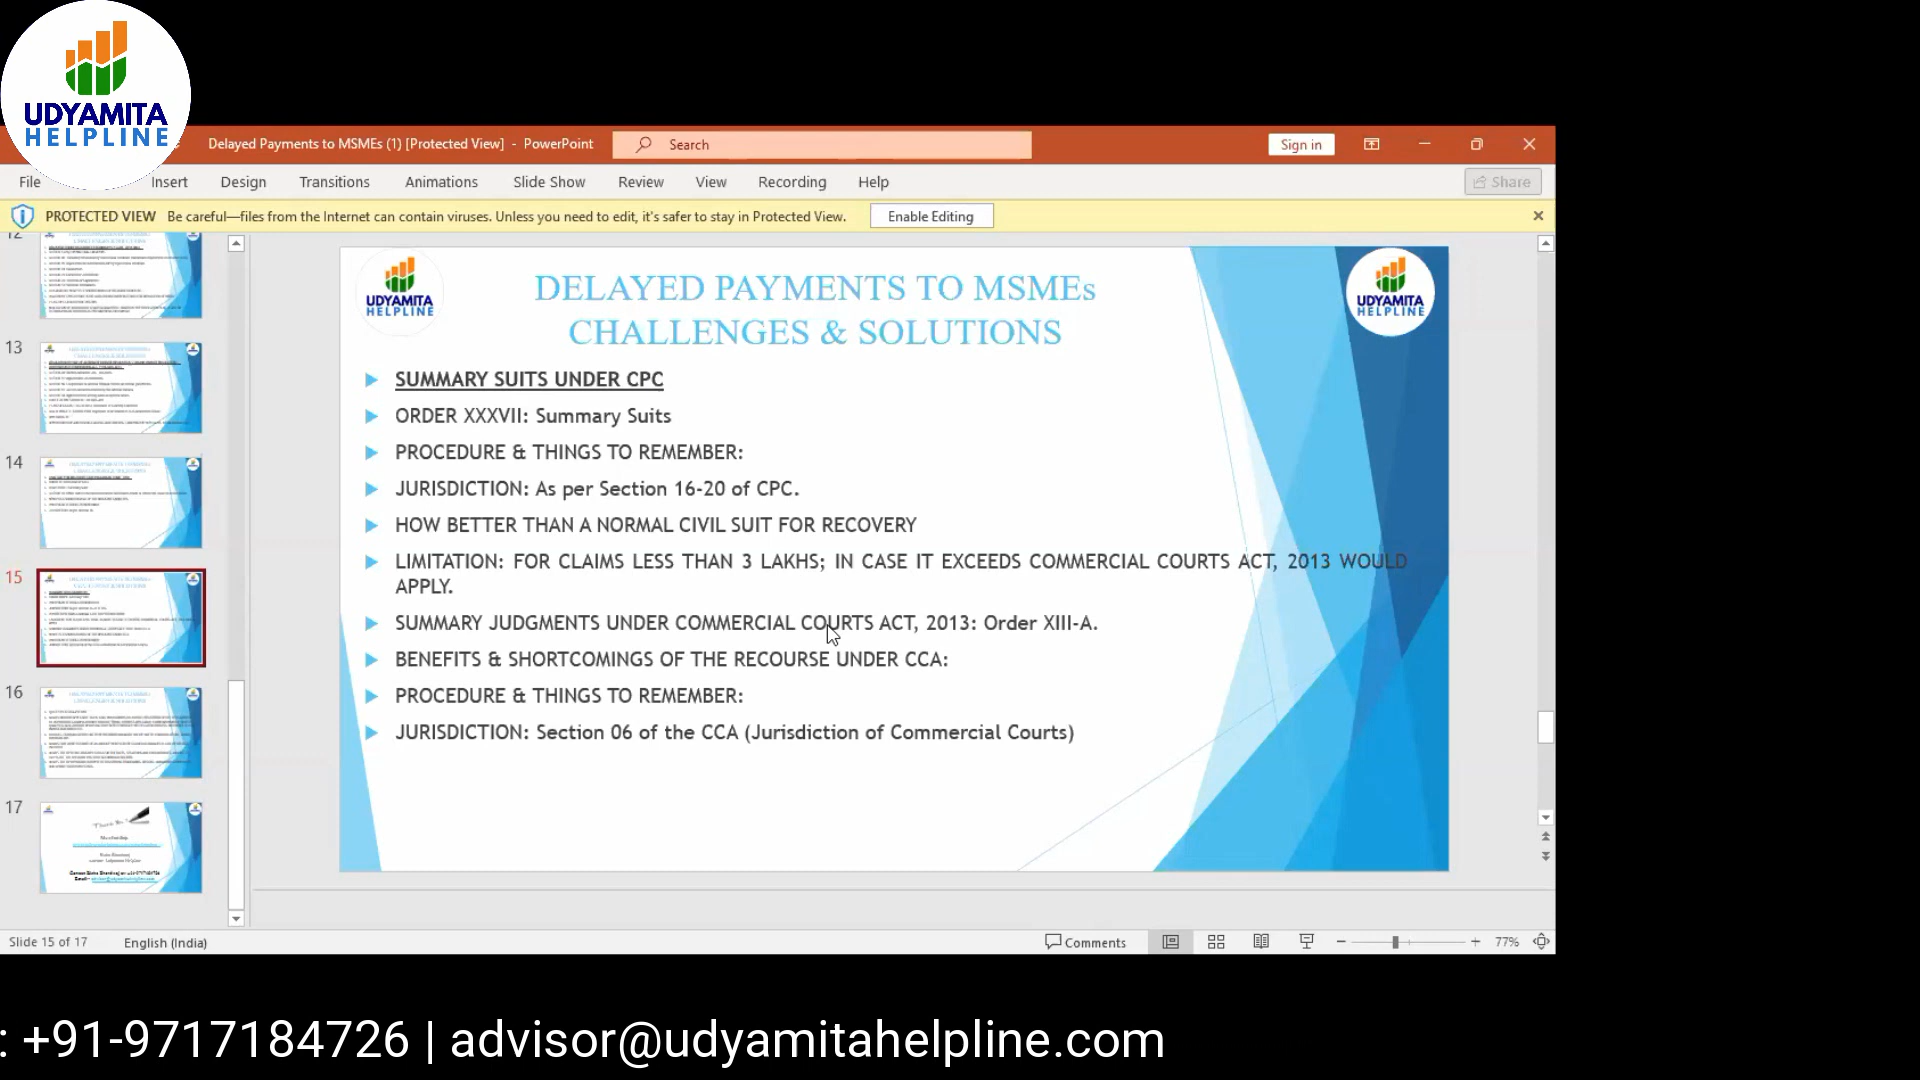 UDYAMITA
HELPLINE
Delayed Payments to MSMEs (1) [Protected View] - PowerPoint
Search
Sign in
File
Insert
Design
Transitions
Animations
Slide Show
Review
View
Recording
Help
Share
PROTECTED VIEW Be careful—files from the Internet can contain viruses. Unless you need to edit, it's safer to stay in Protected View.
Enable Editing
12
13
14
15
16
17
UDYAMITA
HELPLINE
DELAYED PAYMENTS TO MSMEs
CHALLENGES & SOLUTIONS
UDYAMITA
HELPLINE
SUMMARY SUITS UNDER CPC
ORDER XXXVII: Summary Suits
PROCEDURE & THINGS TO REMEMBER:
JURISDICTION: As per Section 16-20 of CPC.
HOW BETTER THAN A NORMAL CIVIL SUIT FOR RECOVERY
LIMITATION: FOR CLAIMS LESS THAN 3 LAKHS; IN CASE IT EXCEEDS COMMERCIAL COURTS ACT, 2013 WOULD
APPLY.
SUMMARY JUDGMENTS UNDER COMMERCIAL COURTS ACT, 2013: Order XIII-A.
BENEFITS & SHORTCOMINGS OF THE RECOURSE UNDER CCA:
PROCEDURE & THINGS TO REMEMBER:
JURISDICTION: Section 06 of the CCA (Jurisdiction of Commercial Courts)
Slide 15 of 17
English (India)
Comments
77%
: +91-9717184726 | advisor@udyamitahelpline.com